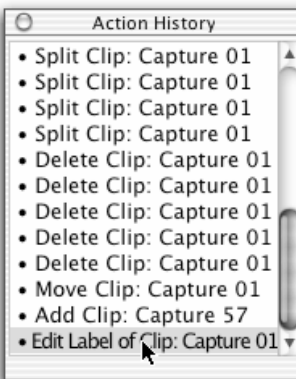 Action History
• Split Clip: Capture 01
• Split Clip: Capture 01
• Split Clip: Capture 01
• Split Clip: Capture 01
• Delete Clip: Capture 01
• Delete Clip: Capture 01
• Delete Clip: Capture 01
• Delete Clip: Capture 01
• Delete Clip: Capture 01
• Move Clip: Capture 01
• Add Clip: Capture 57
• Edit Label of Clip: Capture 01